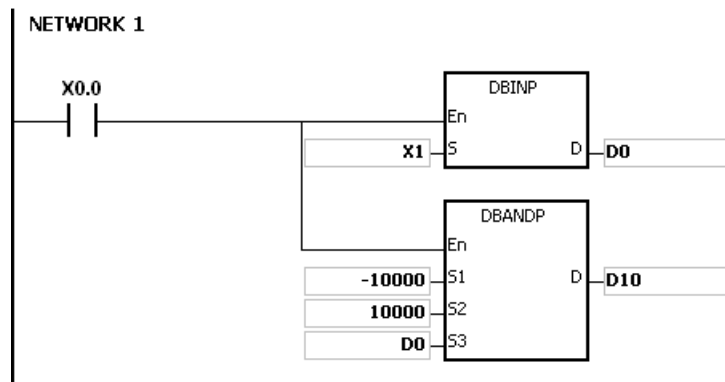 NETWORK 1
X0.0
DBINP
En
X1 S D D0
DBANDP
En
-10000 S1 D D10
10000 S2
D0 S3